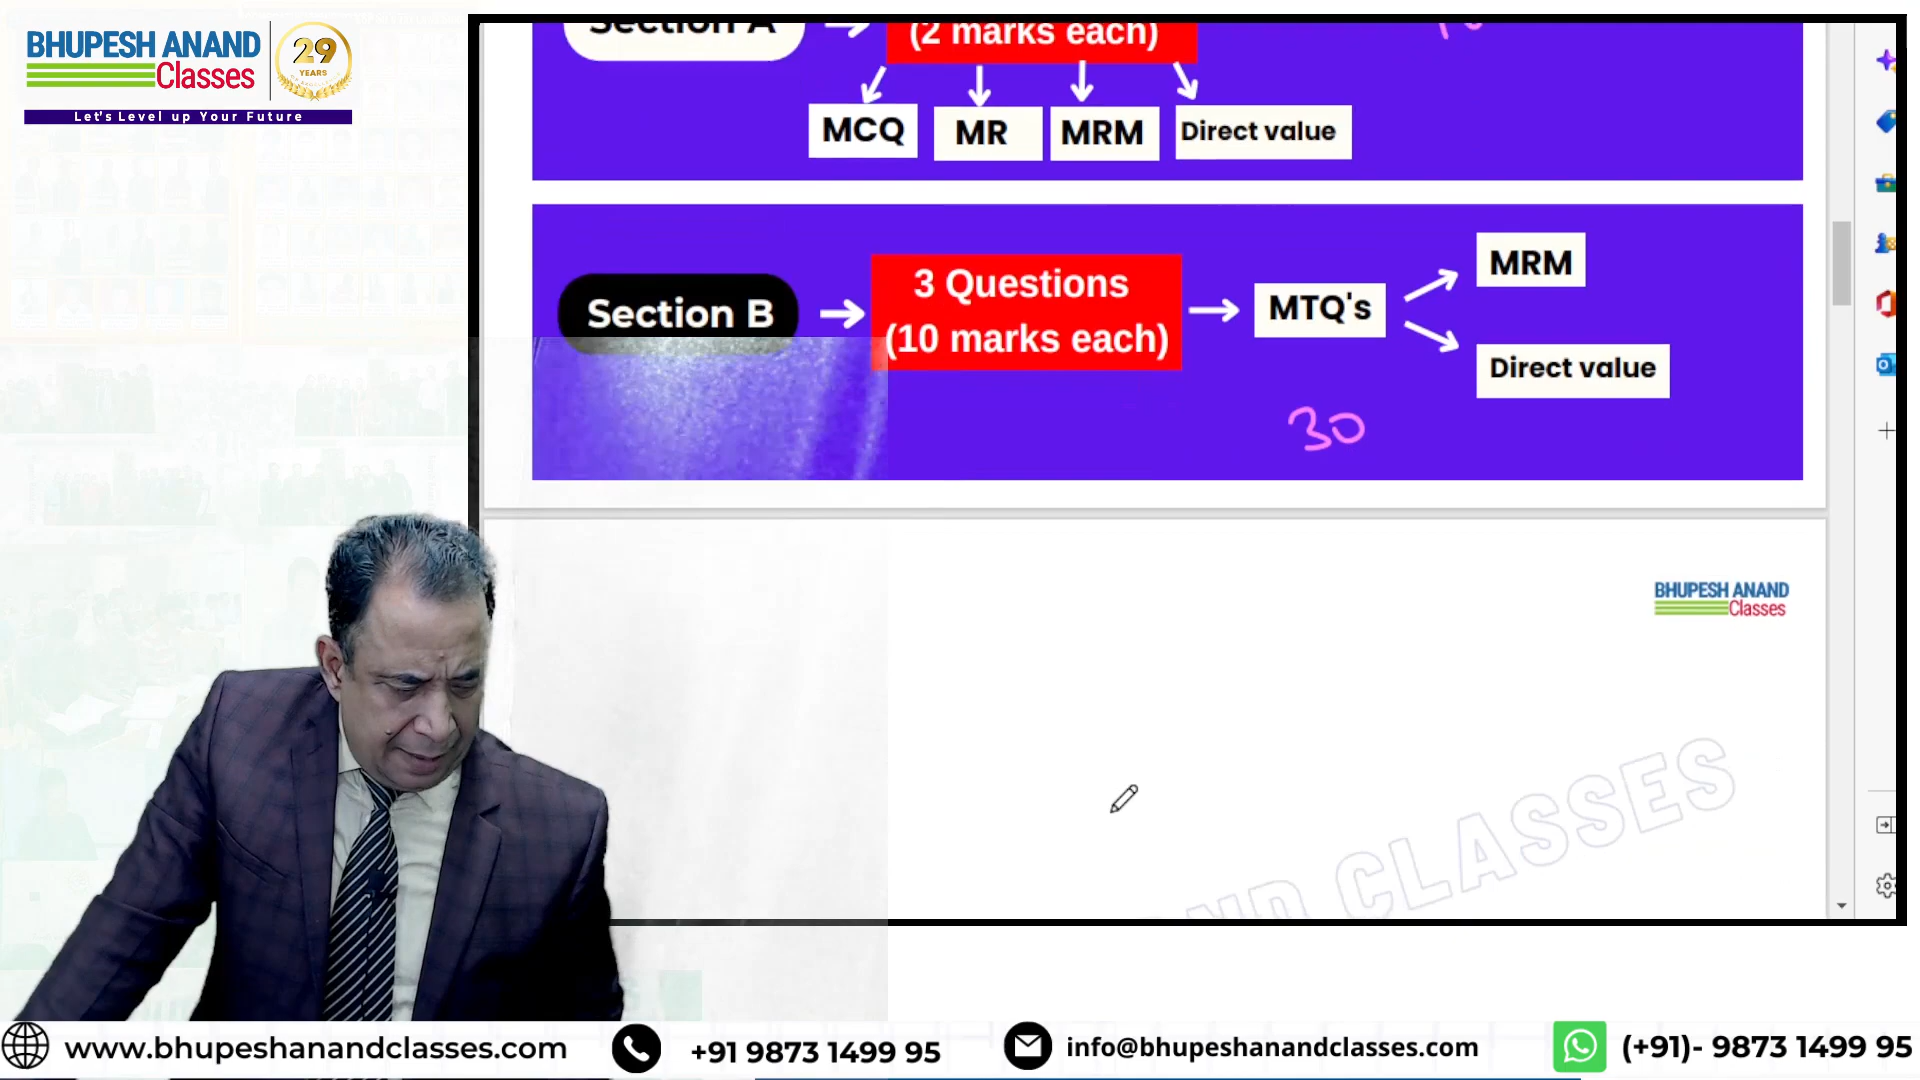 BHUPESH ANAND
Classes
29
YEARS
Let's Level up Your Future
Section A
(2 marks each)
MCQ
MR
MRM
Direct value
Section B
3 Questions
(10 marks each)
MTQ's
MRM
Direct value
30
BHUPESH ANAND
Classes
ND CLASSES
www.bhupeshanandclasses.com
+91 9873 1499 95
info@bhupeshanandclasses.com
(+91)- 9873 1499 95